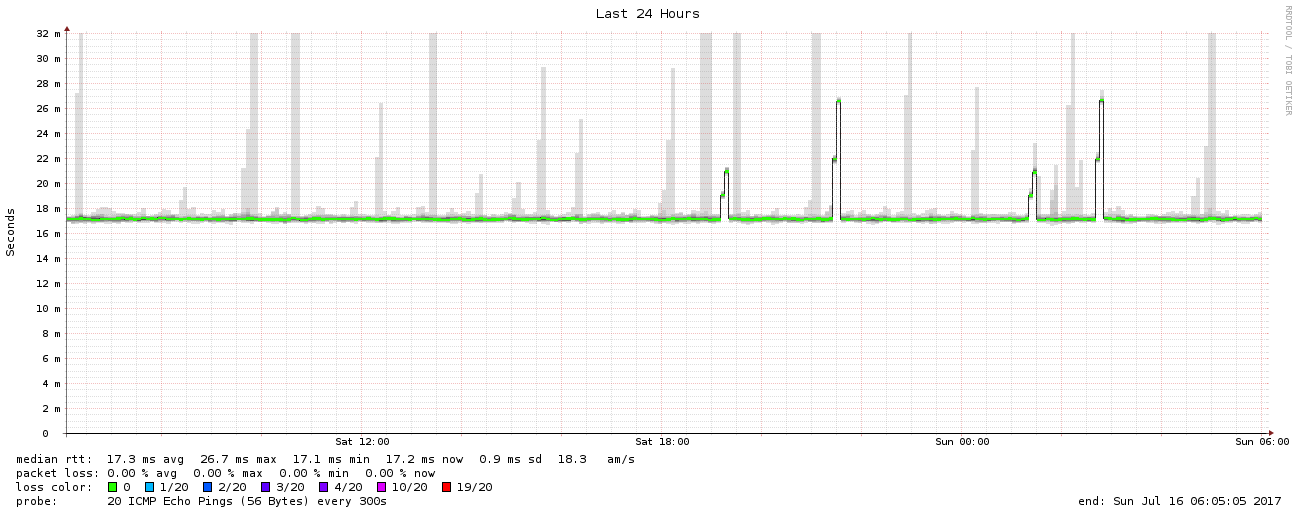 Last 24 Hours
RRDTOOL / TOBI OETIKER
Seconds
32 m
30 m
28 m
26 m
24 m
22 m
20 m
18 m
16 m
14 m
12 m
10 m
8 m
6 m
4 m
2 m
0
Sat 12:00 Sat 18:00 Sun 00:00 Sun 06:00
median rtt: 17.3 ms avg 26.7 ms max 17.1 ms min 17.2 ms now 0.9 ms sd 18.3 am/s
packet loss: 0.00 % avg 0.00 % max 0.00 % min 0.00 % now
loss color: 0 1/20 2/20 3/20 4/20 10/20 19/20
probe: 20 ICMP Echo Pings (56 Bytes) every 300s end: Sun Jul 16 06:05:05 2017